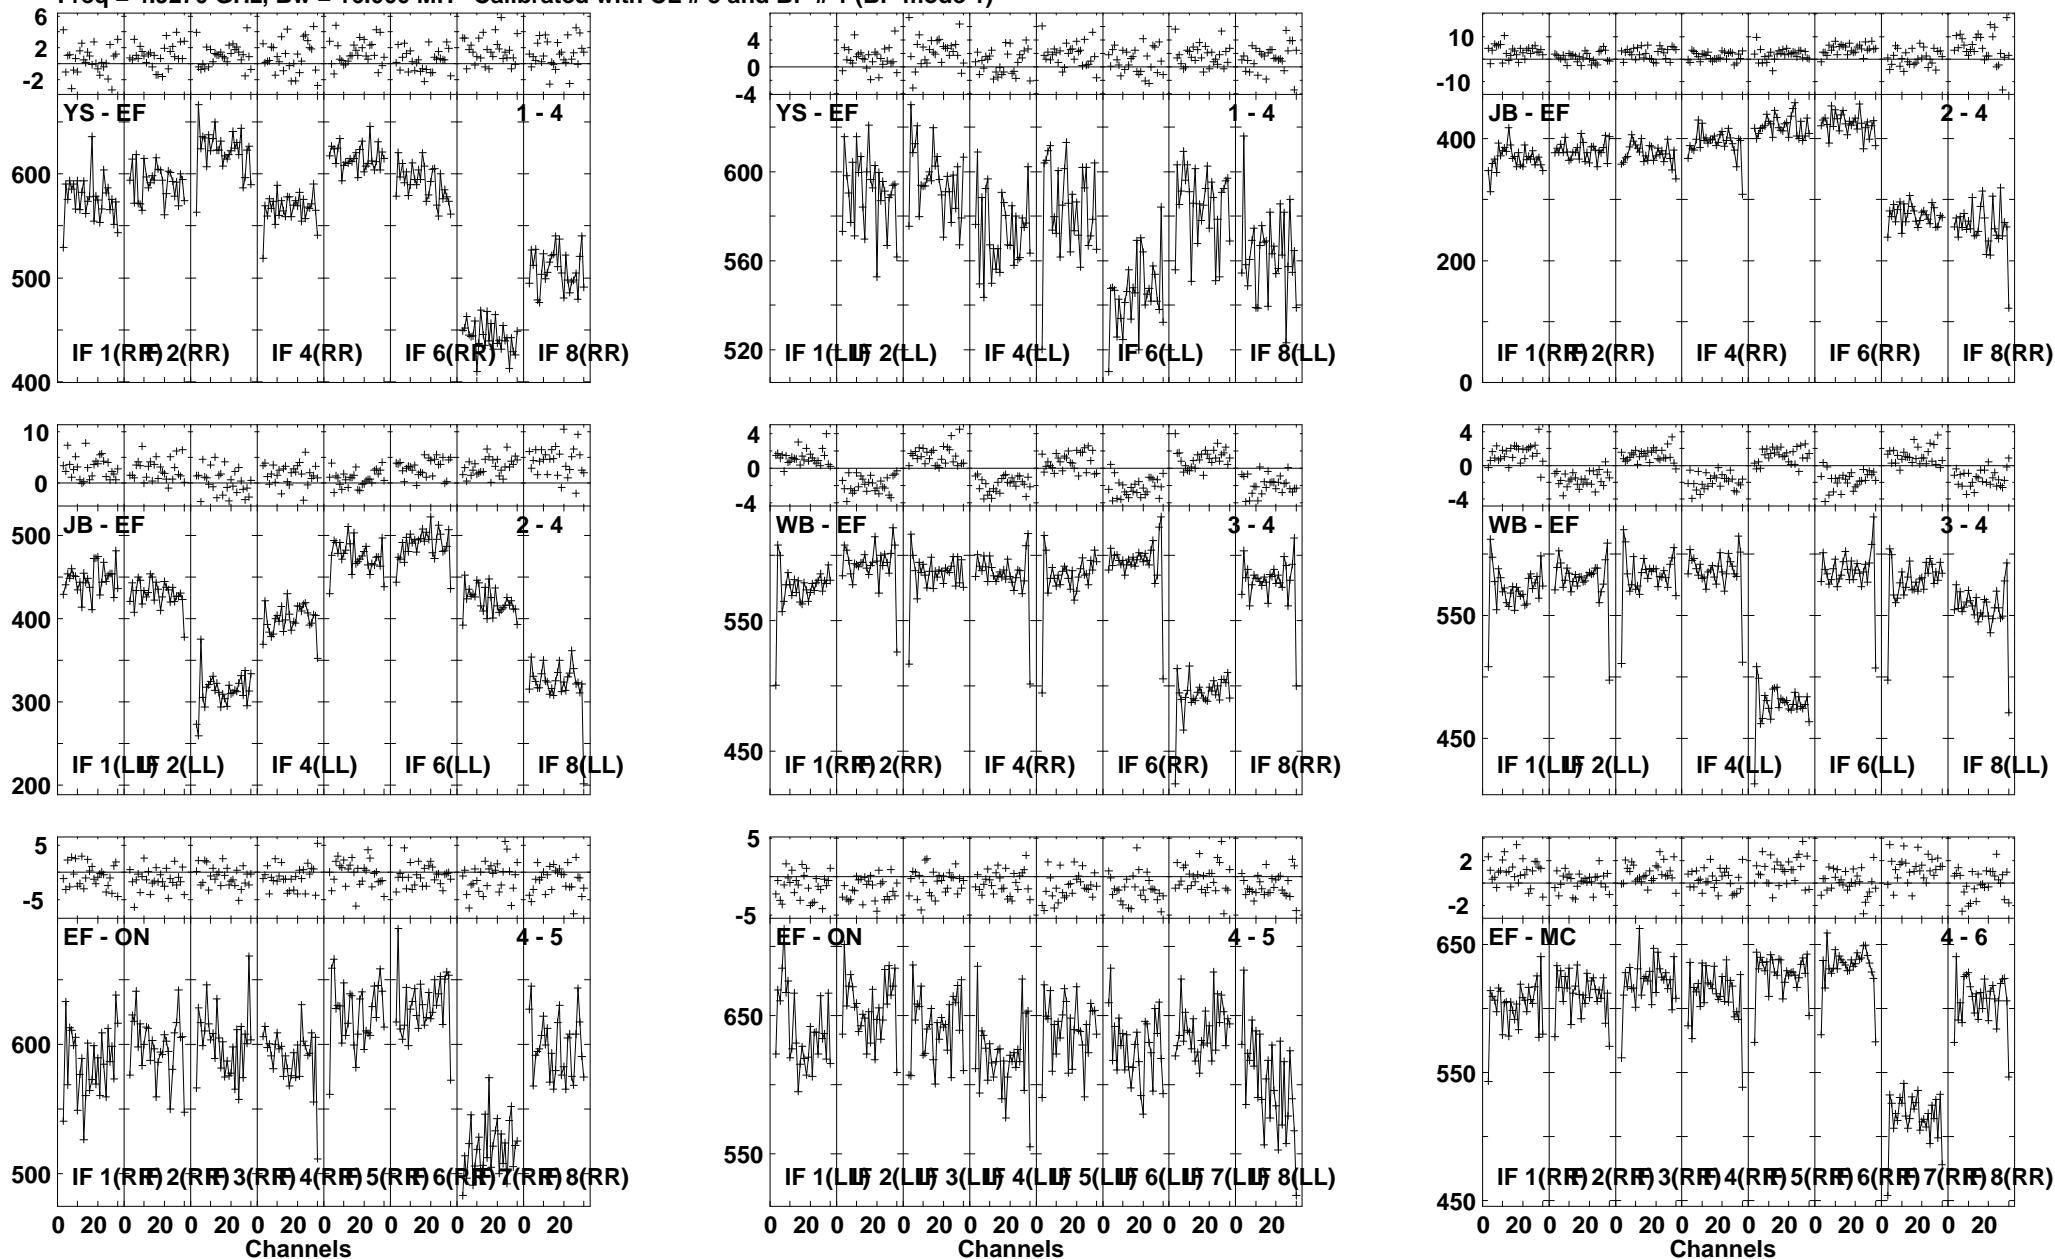 Freq = GHz, Bw = 16.000 MH Calibrated with CL # and BP # 1 (BP mode 1)
6
2
-2
YS - EF 1 - 4
600
500
400
IF 1(RR) IF 2(RR) IF 4(RR) IF 6(RR) IF 8(RR)
4
0
-4
YS - EF 1 - 4
600
560
520
IF 1(LL) IF 2(LL) IF 4(LL) IF 6(LL) IF 8(LL)
10
-10
JB - EF 2 - 4
400
200
0
IF 1(RR) IF 2(RR) IF 4(RR) IF 6(RR) IF 8(RR)
10
0
JB - EF 2 - 4
500
400
300
200
IF 1(LL) IF 2(LL) IF 4(LL) IF 6(LL) IF 8(LL)
4
0
-4
WB - EF 3 - 4
550
450
IF 1(RR) IF 2(RR) IF 4(RR) IF 6(RR) IF 8(RR)
4
0
-4
WB - EF 3 - 4
550
450
IF 1(LL) IF 2(LL) IF 4(LL) IF 6(LL) IF 8(LL)
5
-5
EF - ON 4 - 5
600
500
IF 1(RR) IF 2(RR) IF 3(RR) IF 4(RR) IF 5(RR) IF 6(RR) IF 7(RR) IF 8(RR)
0 20 0 20 0 20 0 20 0 20 0 20 0 20 0 20
Channels
5
-5
EF - ON 4 - 5
650
550
IF 1(LL) IF 2(LL) IF 3(LL) IF 4(LL) IF 5(LL) IF 6(LL) IF 7(LL) IF 8(LL)
0 20 0 20 0 20 0 20 0 20 0 20 0 20 0 20
Channels
2
-2
EF - MC 4 - 6
650
550
450
IF 1(RR) IF 2(RR) IF 3(RR) IF 4(RR) IF 5(RR) IF 6(RR) IF 7(RR) IF 8(RR)
0 20 0 20 0 20 0 20 0 20 0 20 0 20 0 20
Channels